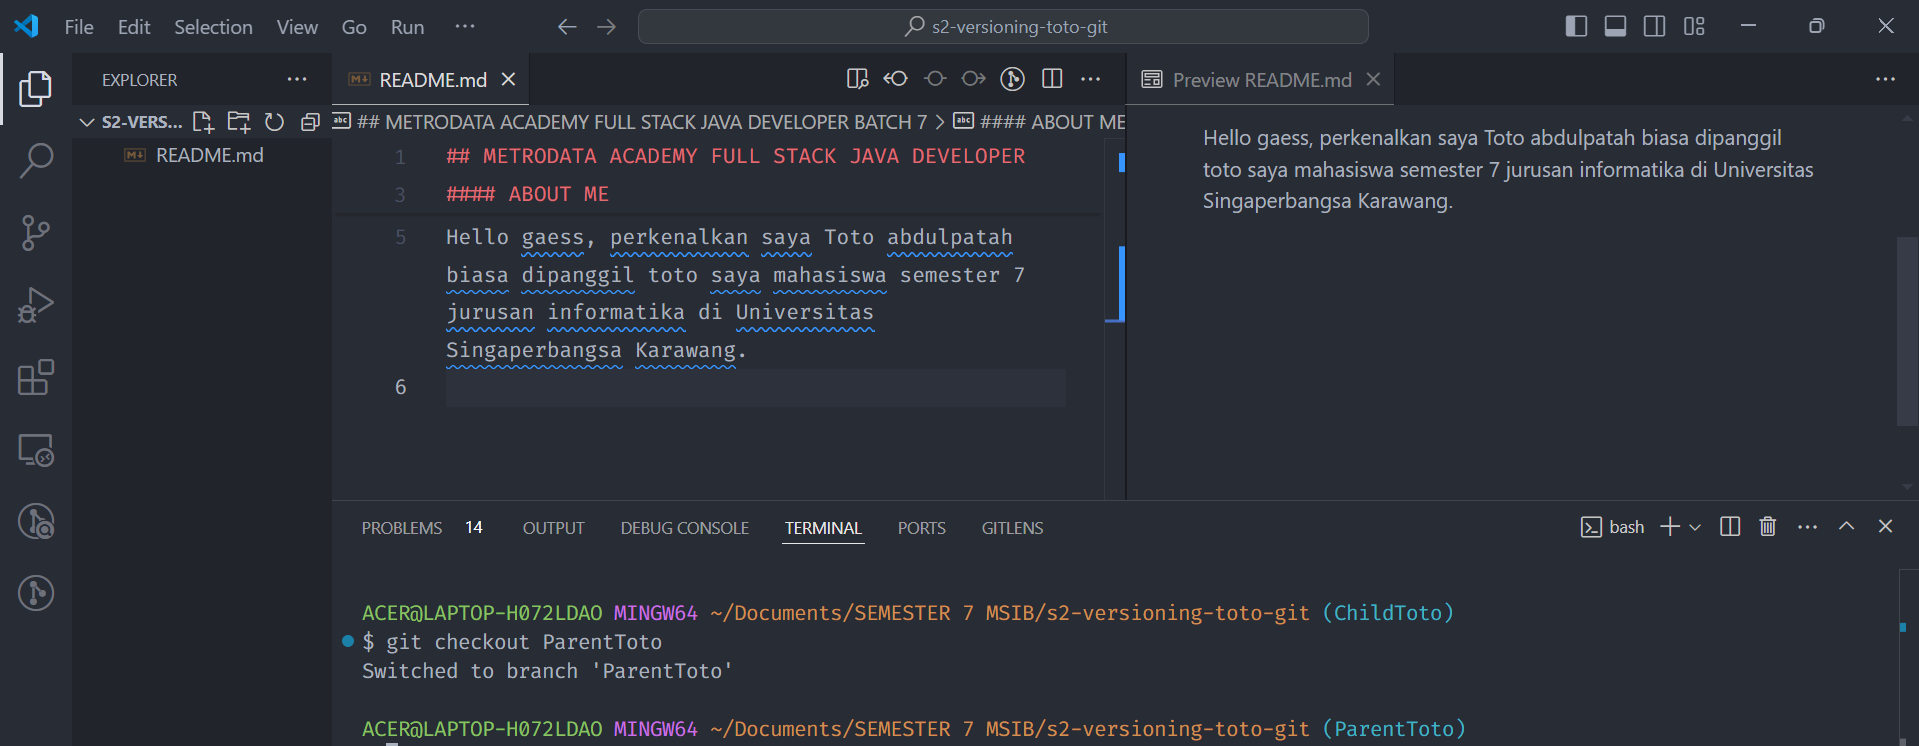 File Edit Selection View Go Run ···
s2-versioning-toto-git
EXPLORER ···
S2-VERS...
README.md
README.md
## METRODATA ACADEMY FULL STACK JAVA DEVELOPER BATCH 7 > #### ABOUT ME
1 ## METRODATA ACADEMY FULL STACK JAVA DEVELOPER
3 #### ABOUT ME
5 Hello gaess, perkenalkan saya Toto abdulpatah
biasa dipanggil toto saya mahasiswa semester 7
jurusan informatika di Universitas
Singaperbangsa Karawang.
6
Preview README.md
Hello gaess, perkenalkan saya Toto abdulpatah biasa dipanggil
toto saya mahasiswa semester 7 jurusan informatika di Universitas
Singaperbangsa Karawang.
PROBLEMS 14 OUTPUT DEBUG CONSOLE TERMINAL PORTS GITLENS
bash
ACER@LAPTOP-H072LDAO MINGW64 ~/Documents/SEMESTER 7 MSIB/s2-versioning-toto-git (ChildToto)
$ git checkout ParentToto
Switched to branch 'ParentToto'
ACER@LAPTOP-H072LDAO MINGW64 ~/Documents/SEMESTER 7 MSIB/s2-versioning-toto-git (ParentToto)